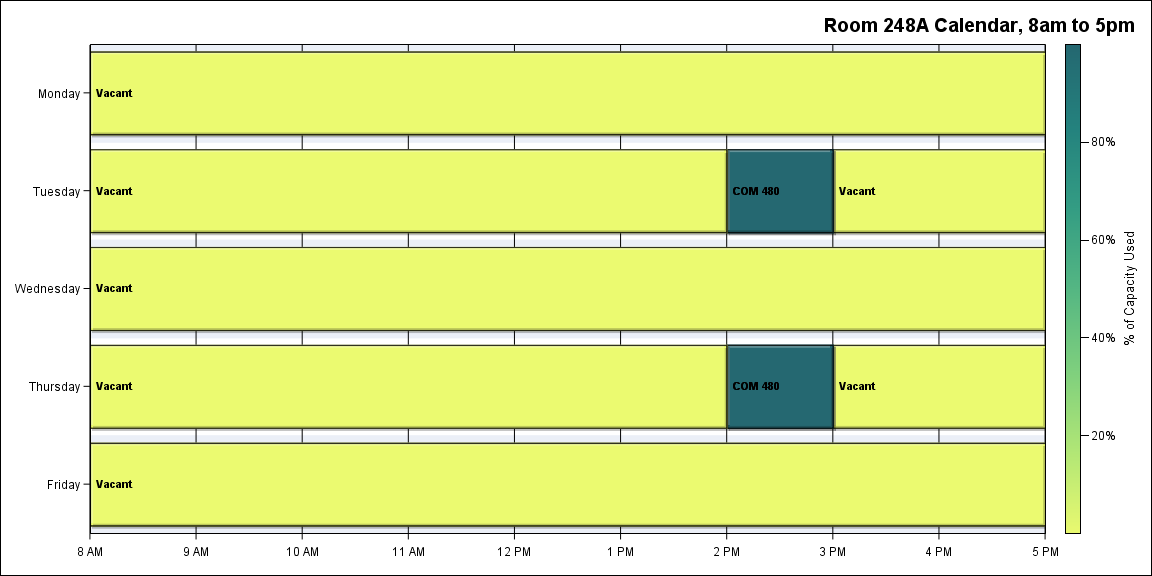 Room 248A Calendar, 8am to 5pm
Monday
Vacant
Tuesday
Vacant
COM 480
Vacant
Wednesday
Vacant
Thursday
Vacant
COM 480
Vacant
Friday
Vacant
8 AM 9 AM 10 AM 11 AM 12 PM 1 PM 2 PM 3 PM 4 PM 5 PM
80%
60%
40%
20%
% of Capacity Used